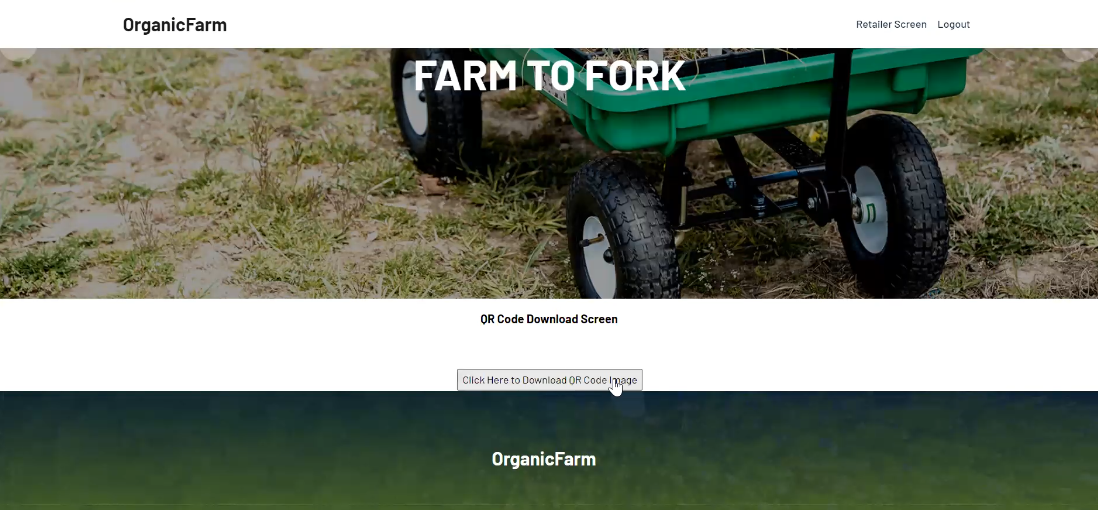 OrganicFarm
Retailer Screen Logout
FARM TO FORK
QR Code Download Screen
Click Here to Download QR Code Image
OrganicFarm